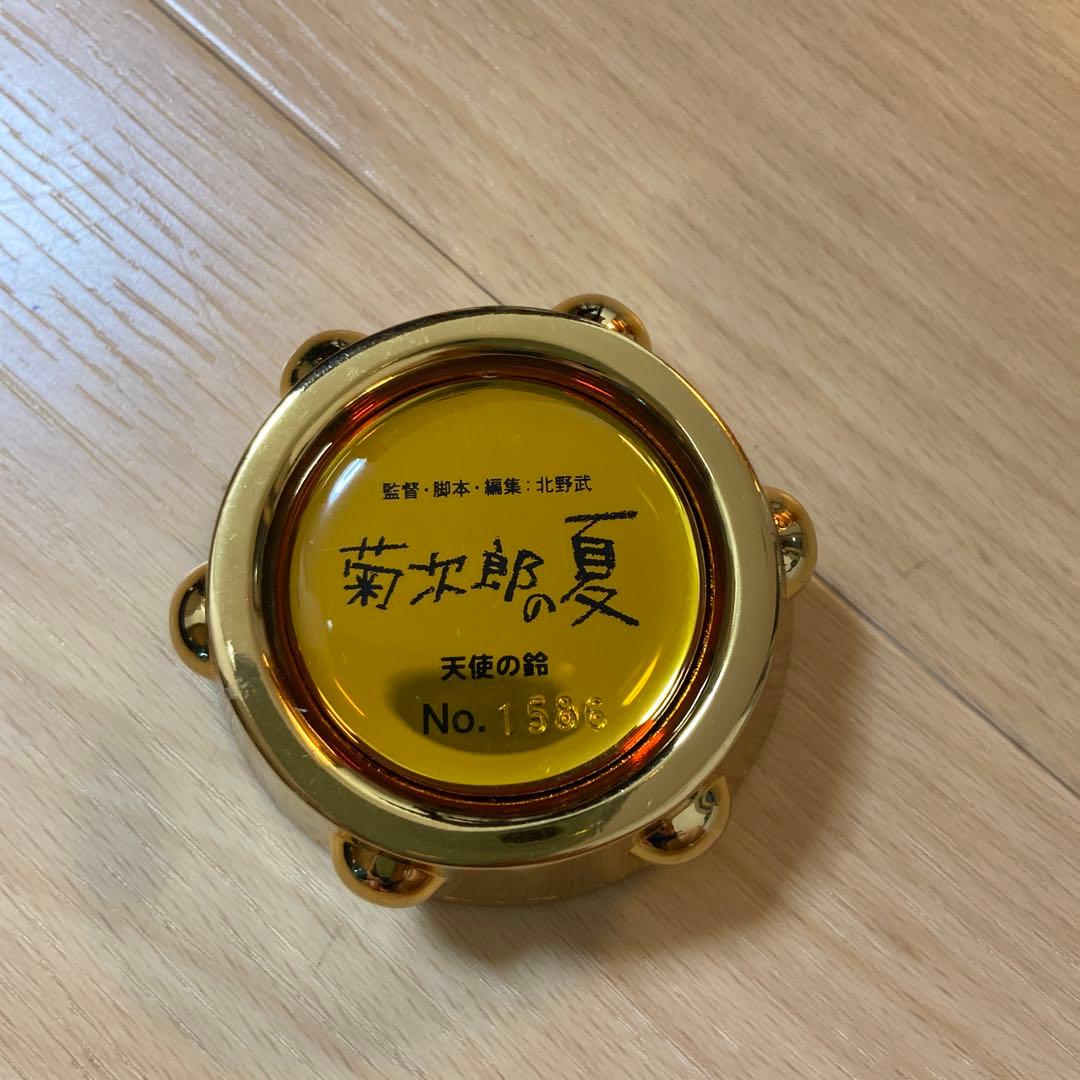 監督・脚本・編集：北野武
菊次郎の夏
天使の鈴
No. 1586